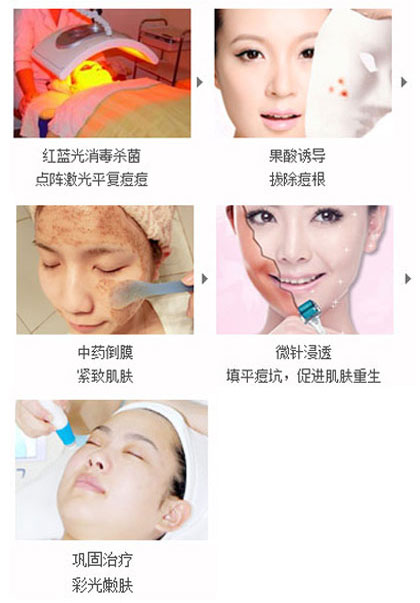 红蓝光消毒杀菌
点阵激光平复痘痘
果酸诱导
拔除痘根
中药倒膜
紧致肌肤
微针浸透
填平痘坑，促进肌肤重生
巩固治疗
彩光嫩肤